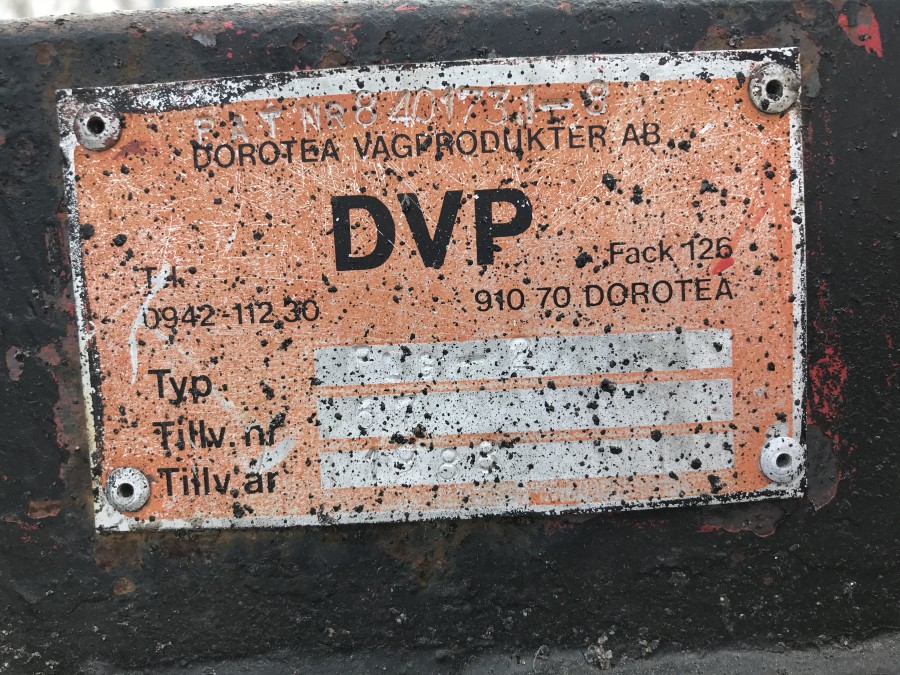 PAT NR 8401731-8
DOROTEA VÄGPRODUKTER AB
DVP
Fack 126
Tel.
0942-112 30
910 70 DOROTEA
Typ
Tillv. nr
Tillv. år